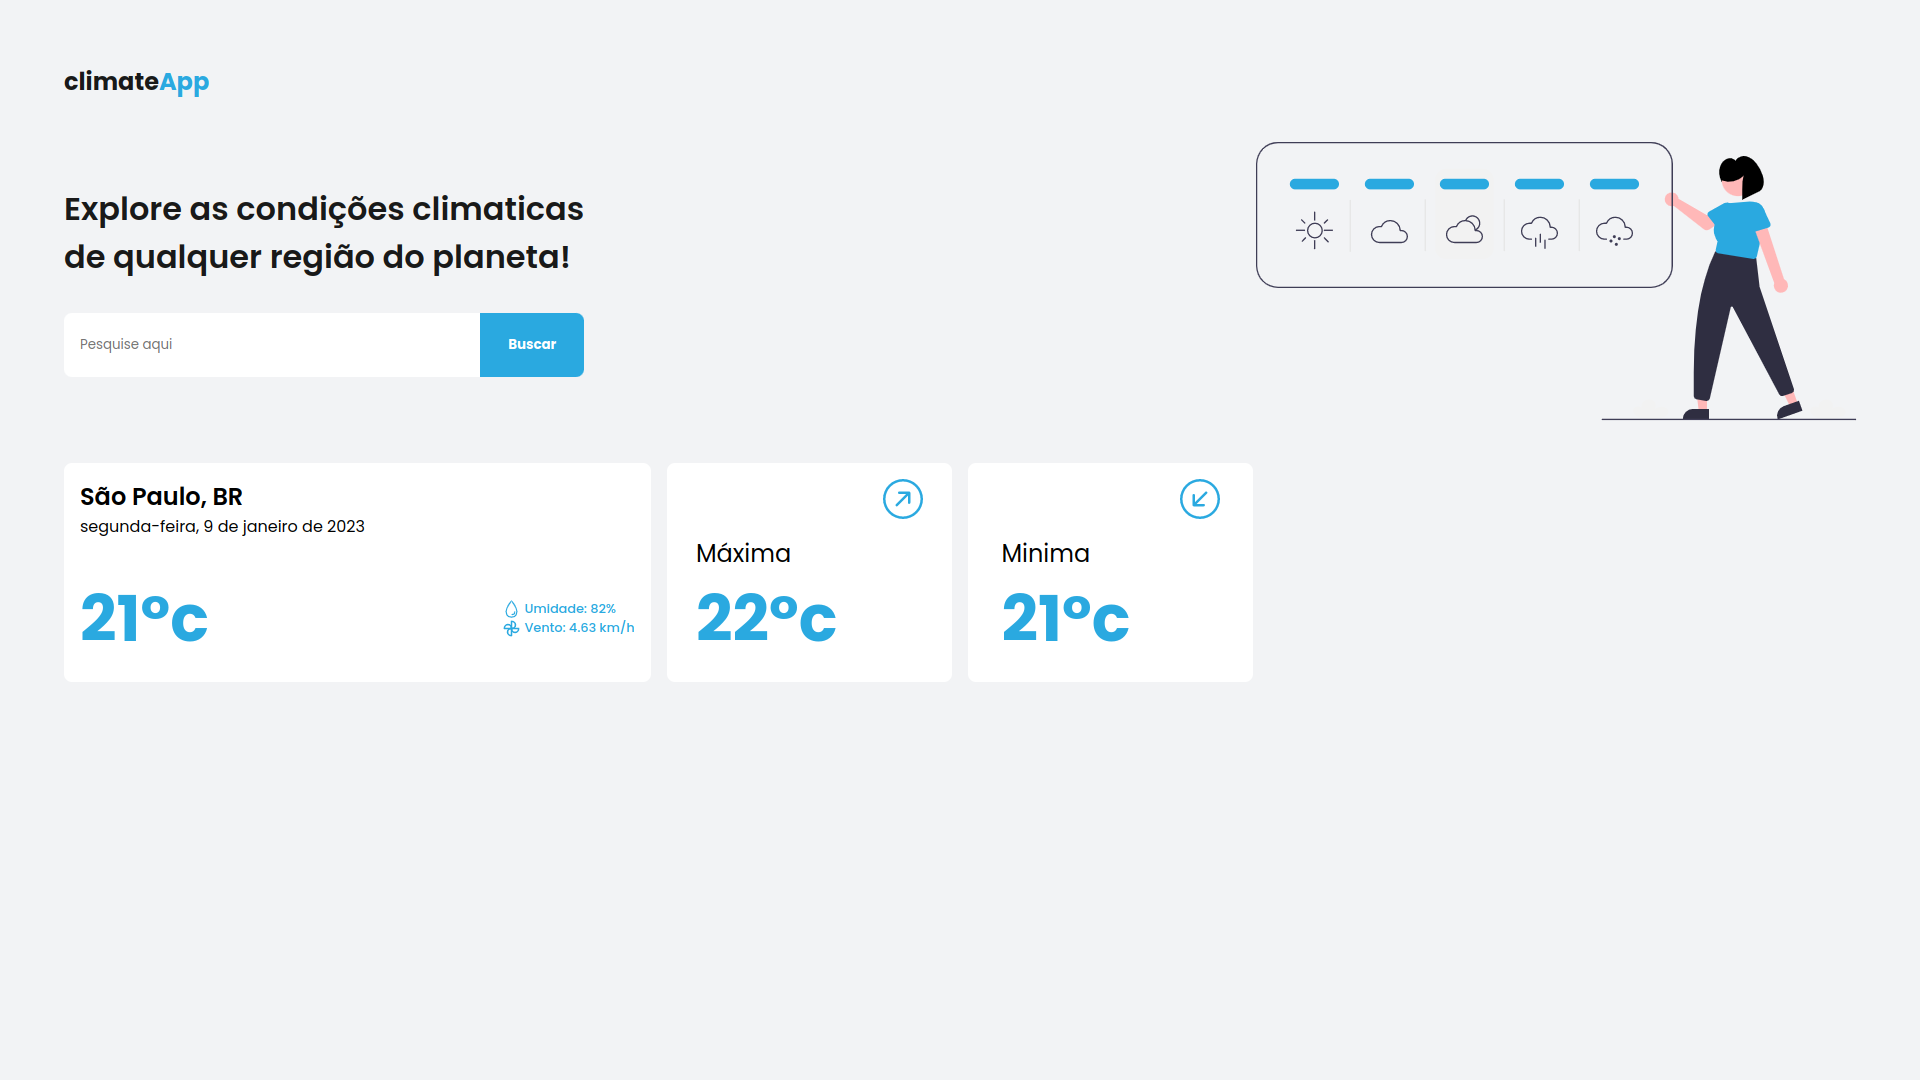 climateApp
Explore as condições climaticas
de qualquer região do planeta!
Pesquise aqui
Buscar
São Paulo, BR
segunda-feira, 9 de janeiro de 2023
21°c
Umidade: 82%
Vento: 4.63 km/h
Máxima
22°c
Minima
21°c